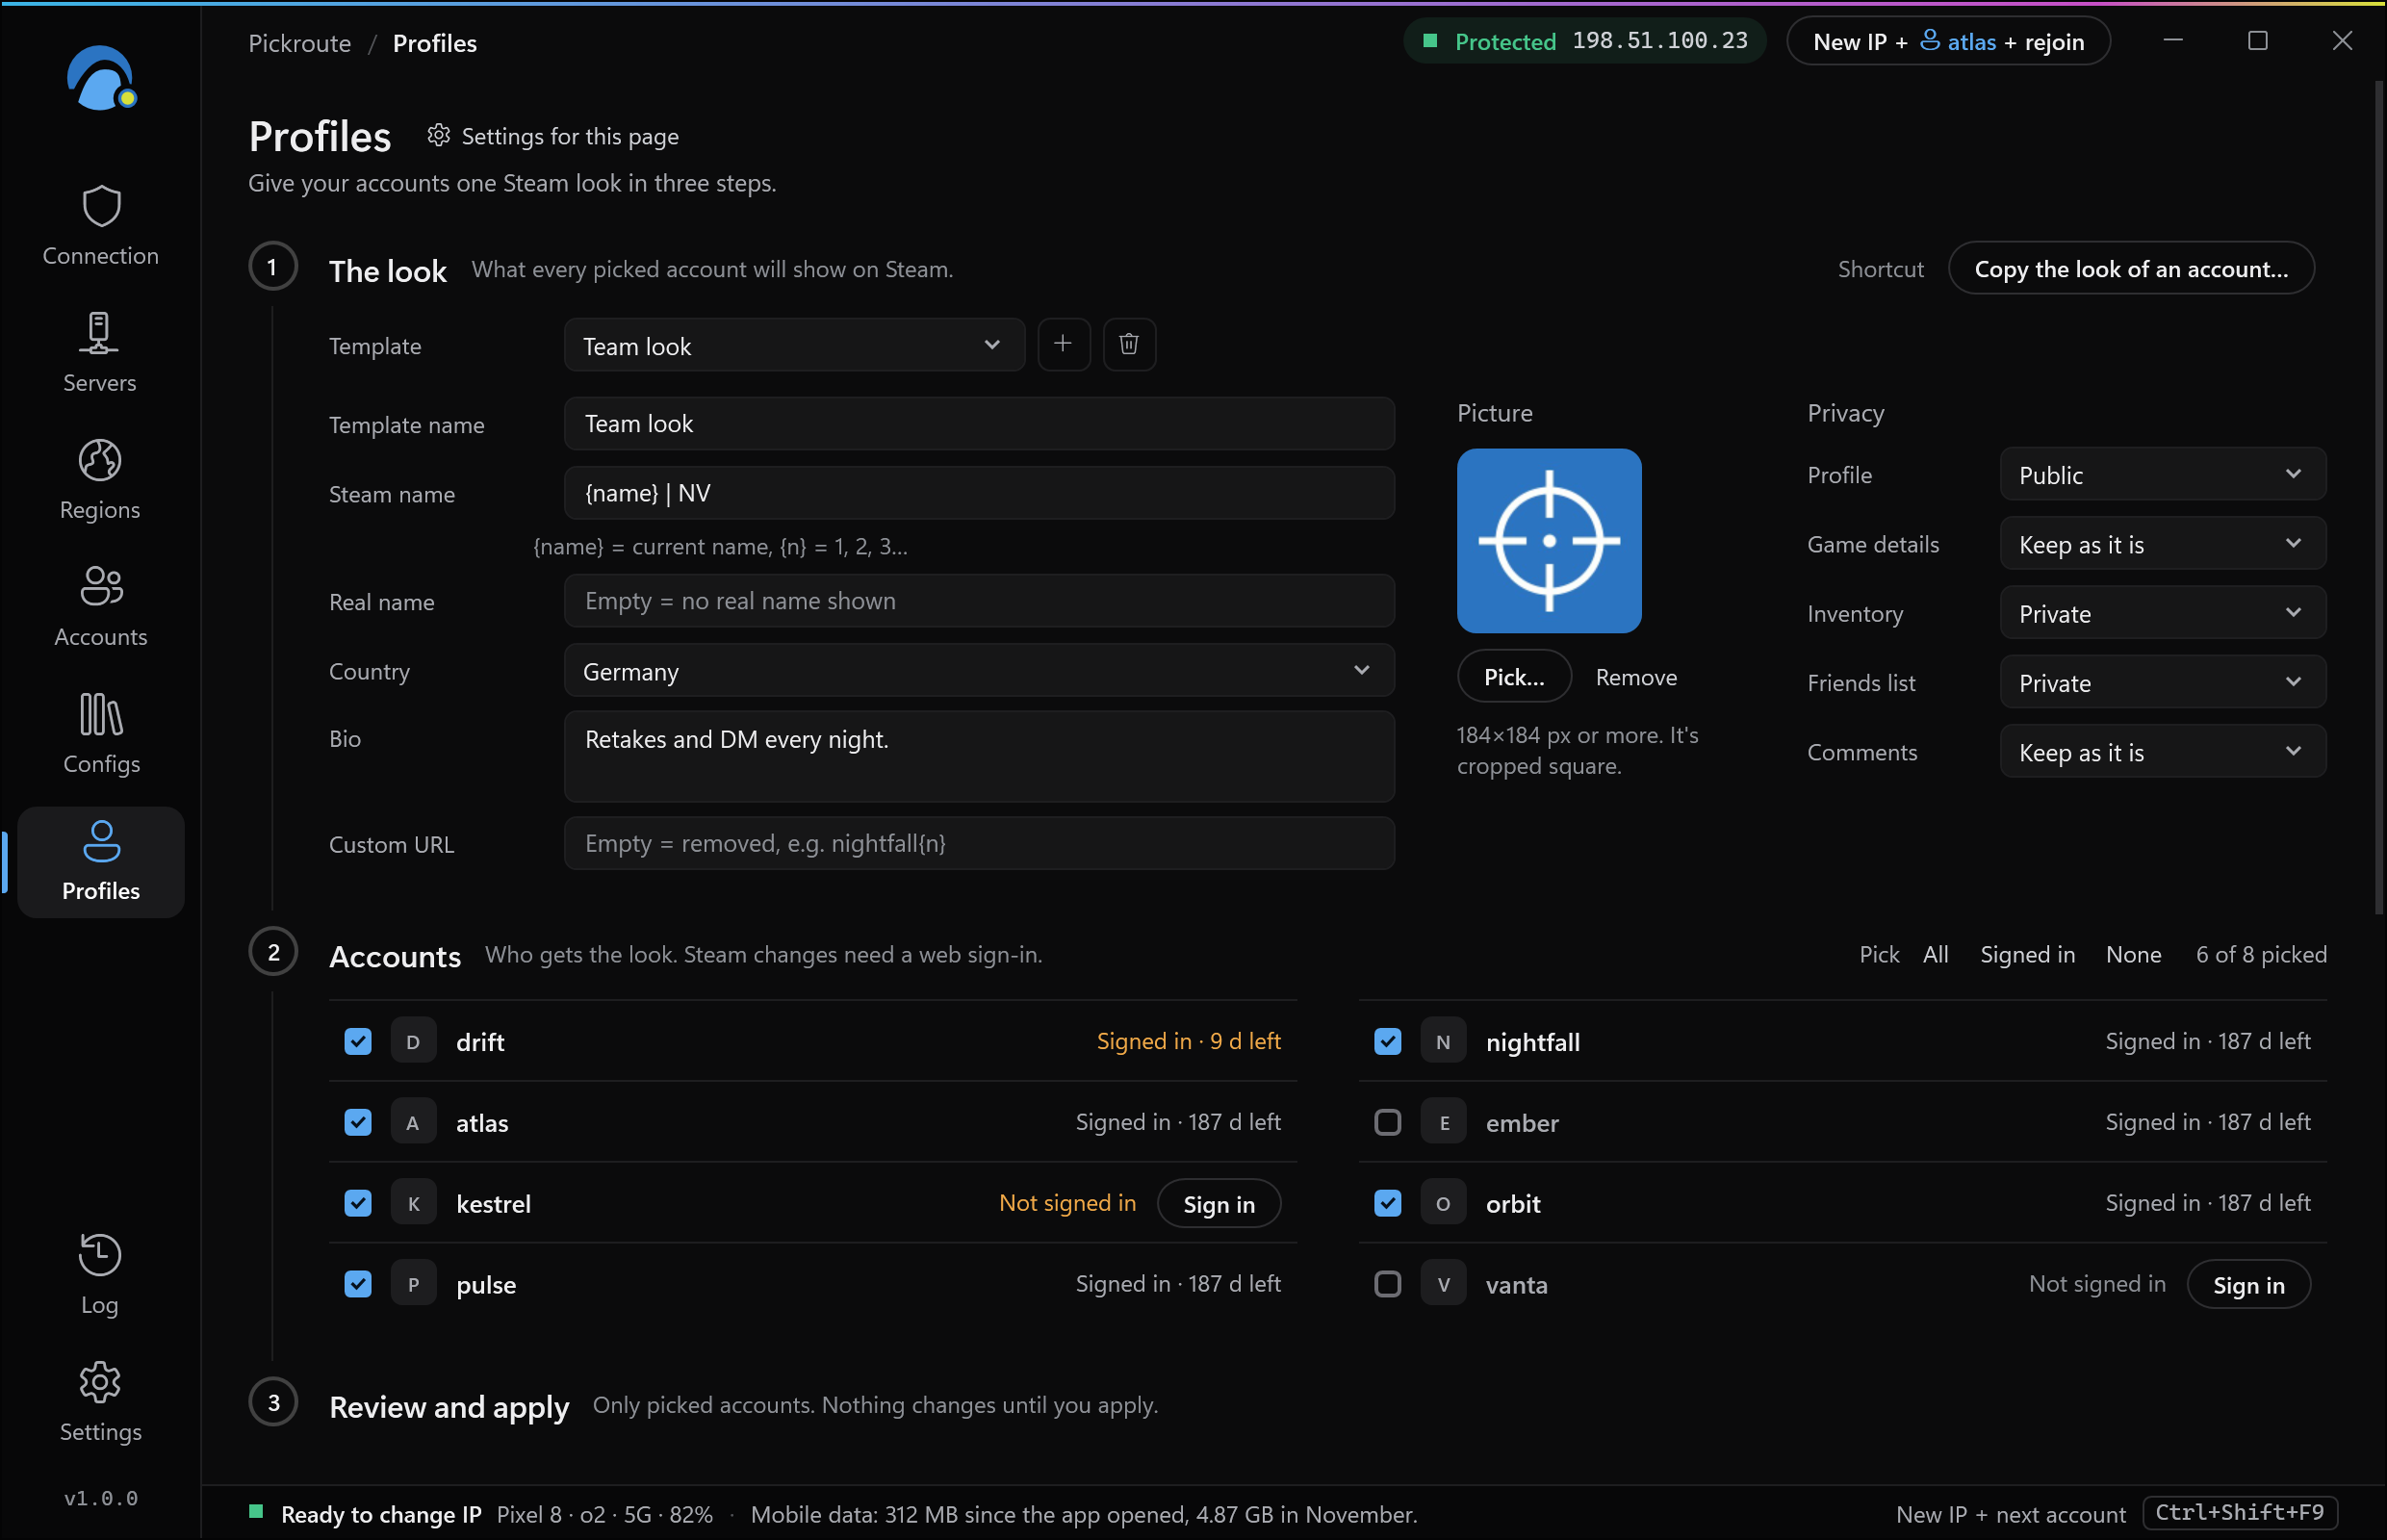 Pickroute / Profiles
Protected 198.51.100.23
New IP + atlas + rejoin
Connection
Servers
Regions
Accounts
Configs
Profiles
Log
Settings
v1.0.0
Profiles
Settings for this page
Give your accounts one Steam look in three steps.
1 The look What every picked account will show on Steam.
Shortcut Copy the look of an account...
Template Team look
Template name Team look
Steam name {name} | NV
{name} = current name, {n} = 1, 2, 3...
Real name Empty = no real name shown
Country Germany
Bio Retakes and DM every night.
Custom URL Empty = removed, e.g. nightfall{n}
Picture
Pick... Remove
184×184 px or more. It's
cropped square.
Privacy
Profile Public
Game details Keep as it is
Inventory Private
Friends list Private
Comments Keep as it is
2 Accounts Who gets the look. Steam changes need a web sign-in.
Pick All Signed in None 6 of 8 picked
D drift Signed in · 9 d left
N nightfall Signed in · 187 d left
A atlas Signed in · 187 d left
E ember Signed in · 187 d left
K kestrel Not signed in Sign in
O orbit Signed in · 187 d left
P pulse Signed in · 187 d left
V vanta Not signed in Sign in
3 Review and apply Only picked accounts. Nothing changes until you apply.
Ready to change IP Pixel 8 · o2 · 5G · 82% · Mobile data: 312 MB since the app opened, 4.87 GB in November.
New IP + next account Ctrl+Shift+F9